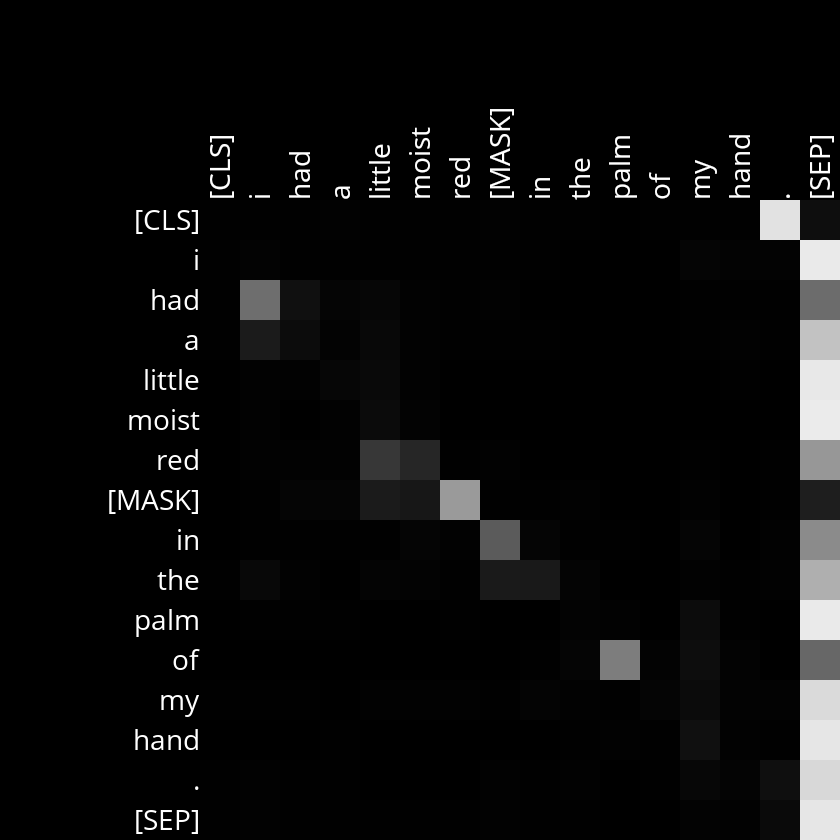 [CLS]
i
had
a
little
moist
red
[MASK]
in
the
palm
of
my
hand
.
[SEP]
[CLS]
i
had
a
little
moist
red
[MASK]
in
the
palm
of
my
hand
.
[SEP]